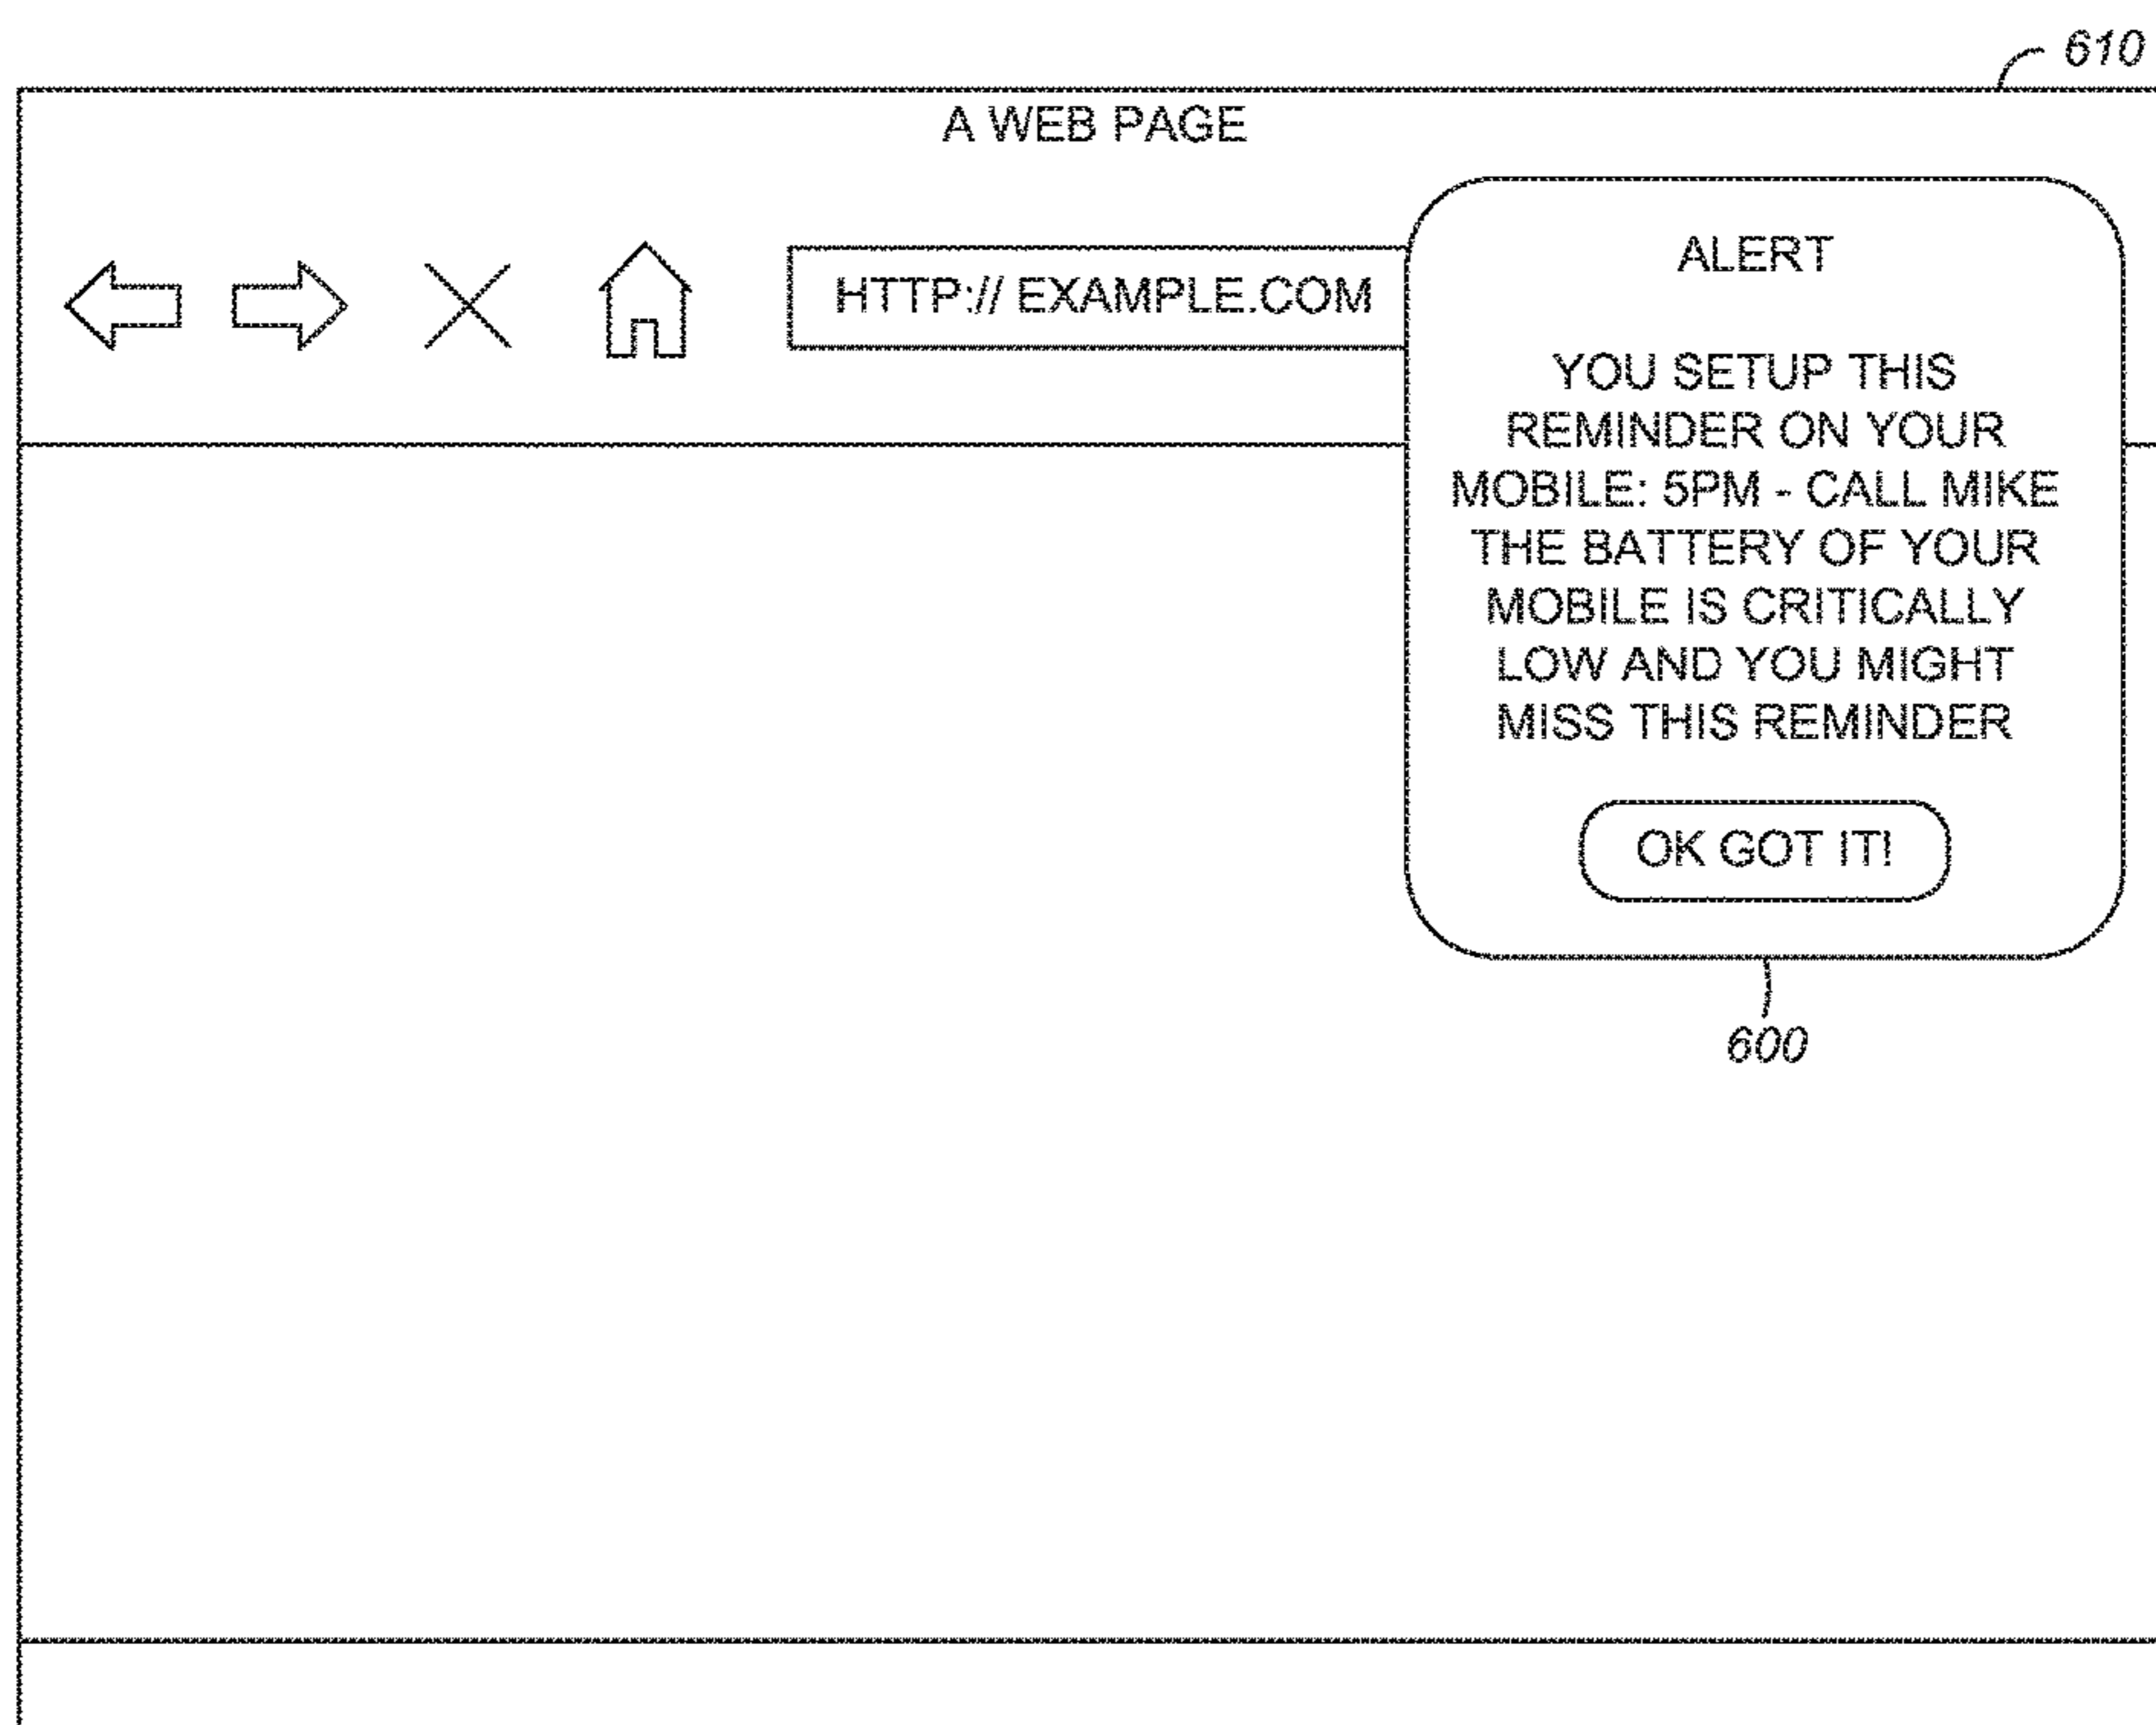 610
A WEB PAGE
HTTP:// EXAMPLE.COM
ALERT
YOU SETUP THIS
REMINDER ON YOUR
MOBILE: 5PM - CALL MIKE
THE BATTERY OF YOUR
MOBILE IS CRITICALLY
LOW AND YOU MIGHT
MISS THIS REMINDER
OK GOT IT!
600